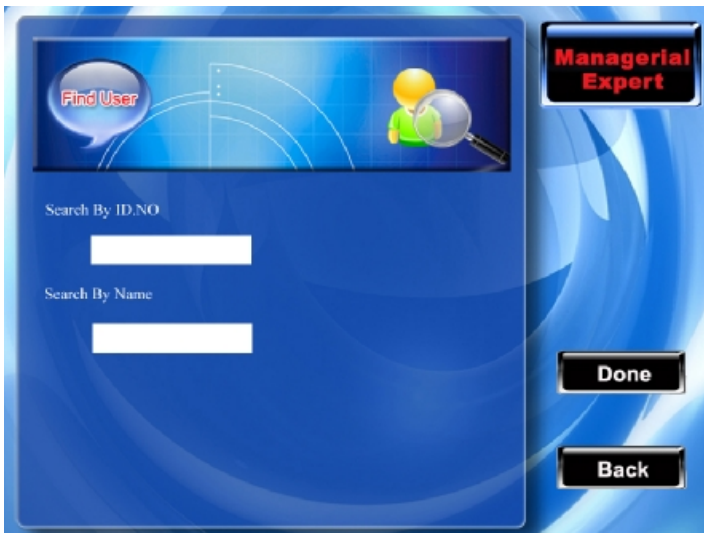 Find User
Managerial
Expert
Search By ID.NO
Search By Name
Done
Back